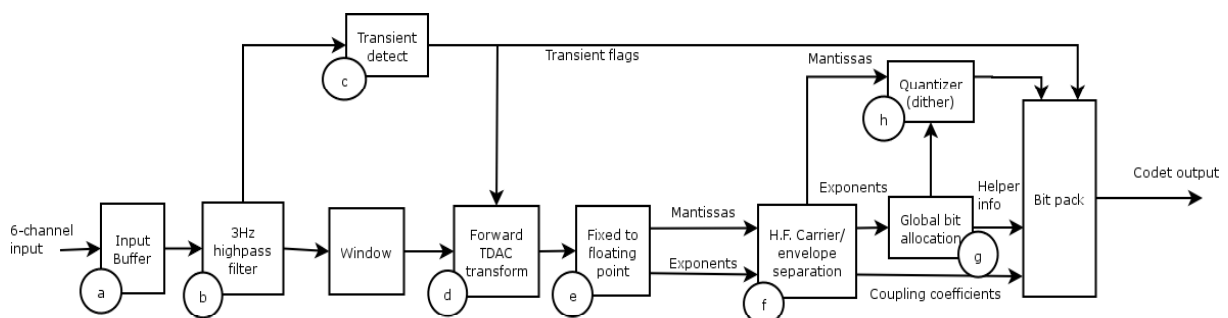 Transient
detect
c
Transient flags
Mantissas
Quantizer
(dither)
h
Codet output
6-channel
input
Input
Buffer
a
3Hz
highpass
filter
b
Window
Forward
TDAC
transform
d
Fixed to
floating
point
e
Mantissas
Exponents
H.F. Carrier/
envelope
separation
f
Exponents
Global bit
allocation
g
Helper
info
Coupling coefficients
Bit pack